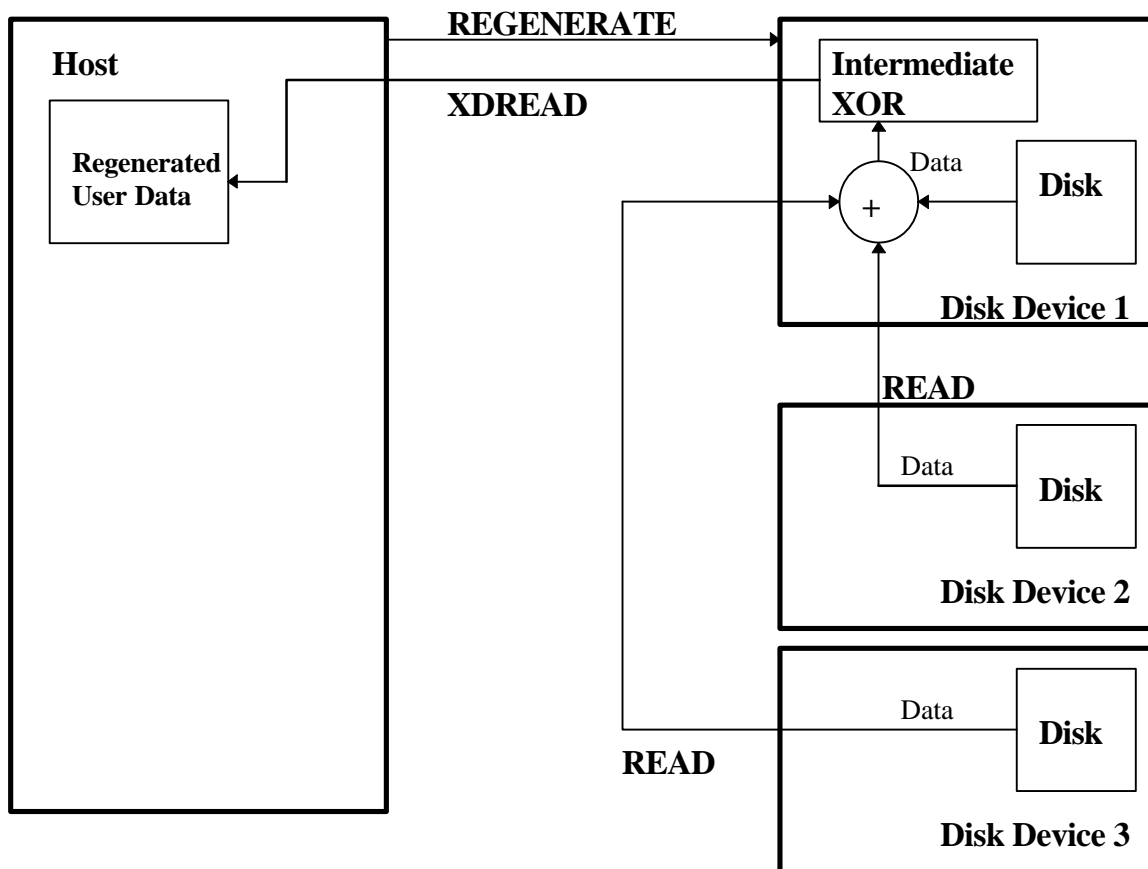 REGENERATE
Host
Intermediate
XOR
XDREAD
Regenerated
User Data
Data
Disk
+
Disk Device 1
READ
Data
Disk
Disk Device 2
Data
Disk
READ
Disk Device 3